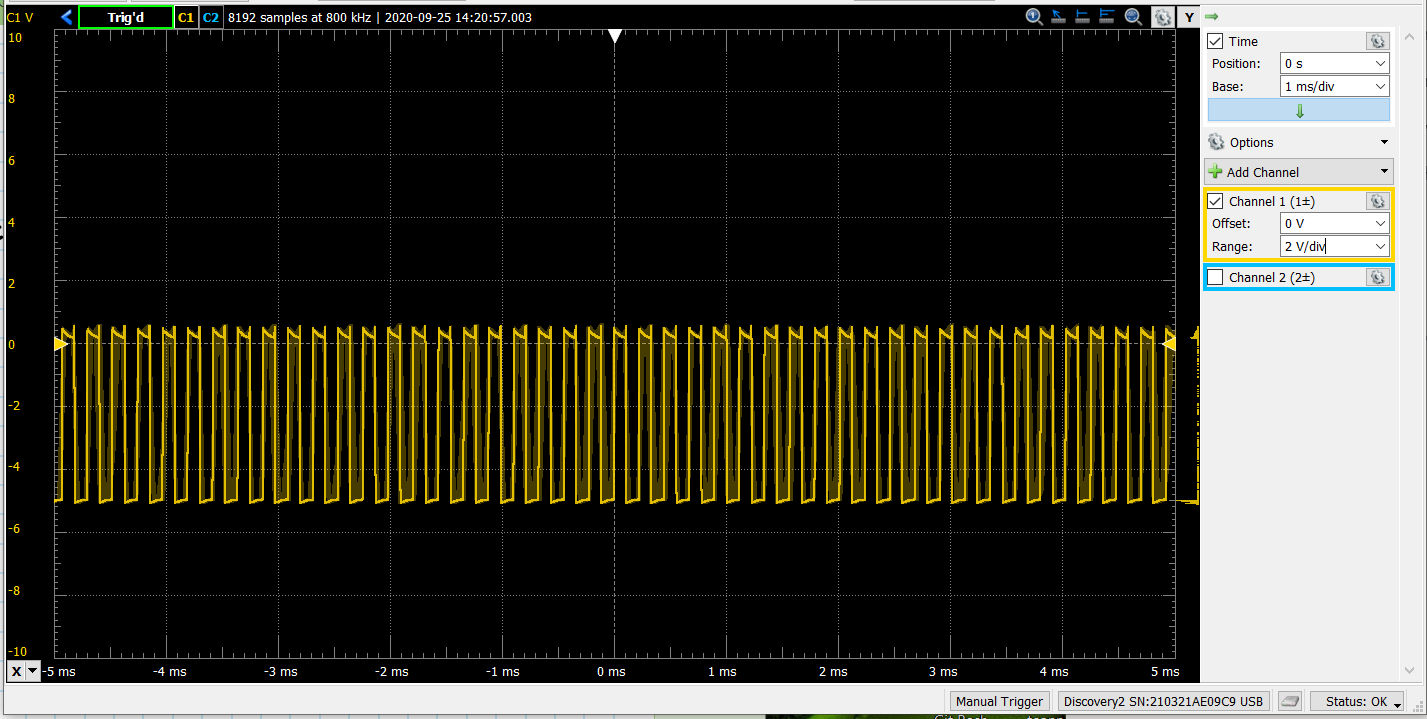 C1 V
Trig'd
C1
C2
8192 samples at 800 kHz | 2020-09-25 14:20:57.003
Y
10
8
6
4
2
0
-2
-4
-6
-8
-10
X
-5 ms
-4 ms
-3 ms
-2 ms
-1 ms
0 ms
1 ms
2 ms
3 ms
4 ms
5 ms
Time
Position:
0 s
Base:
1 ms/div
Options
Add Channel
Channel 1 (1±)
Offset:
0 V
Range:
2 V/div
Channel 2 (2±)
Manual Trigger
Discovery2 SN:210321AE09C9 USB
Status: OK